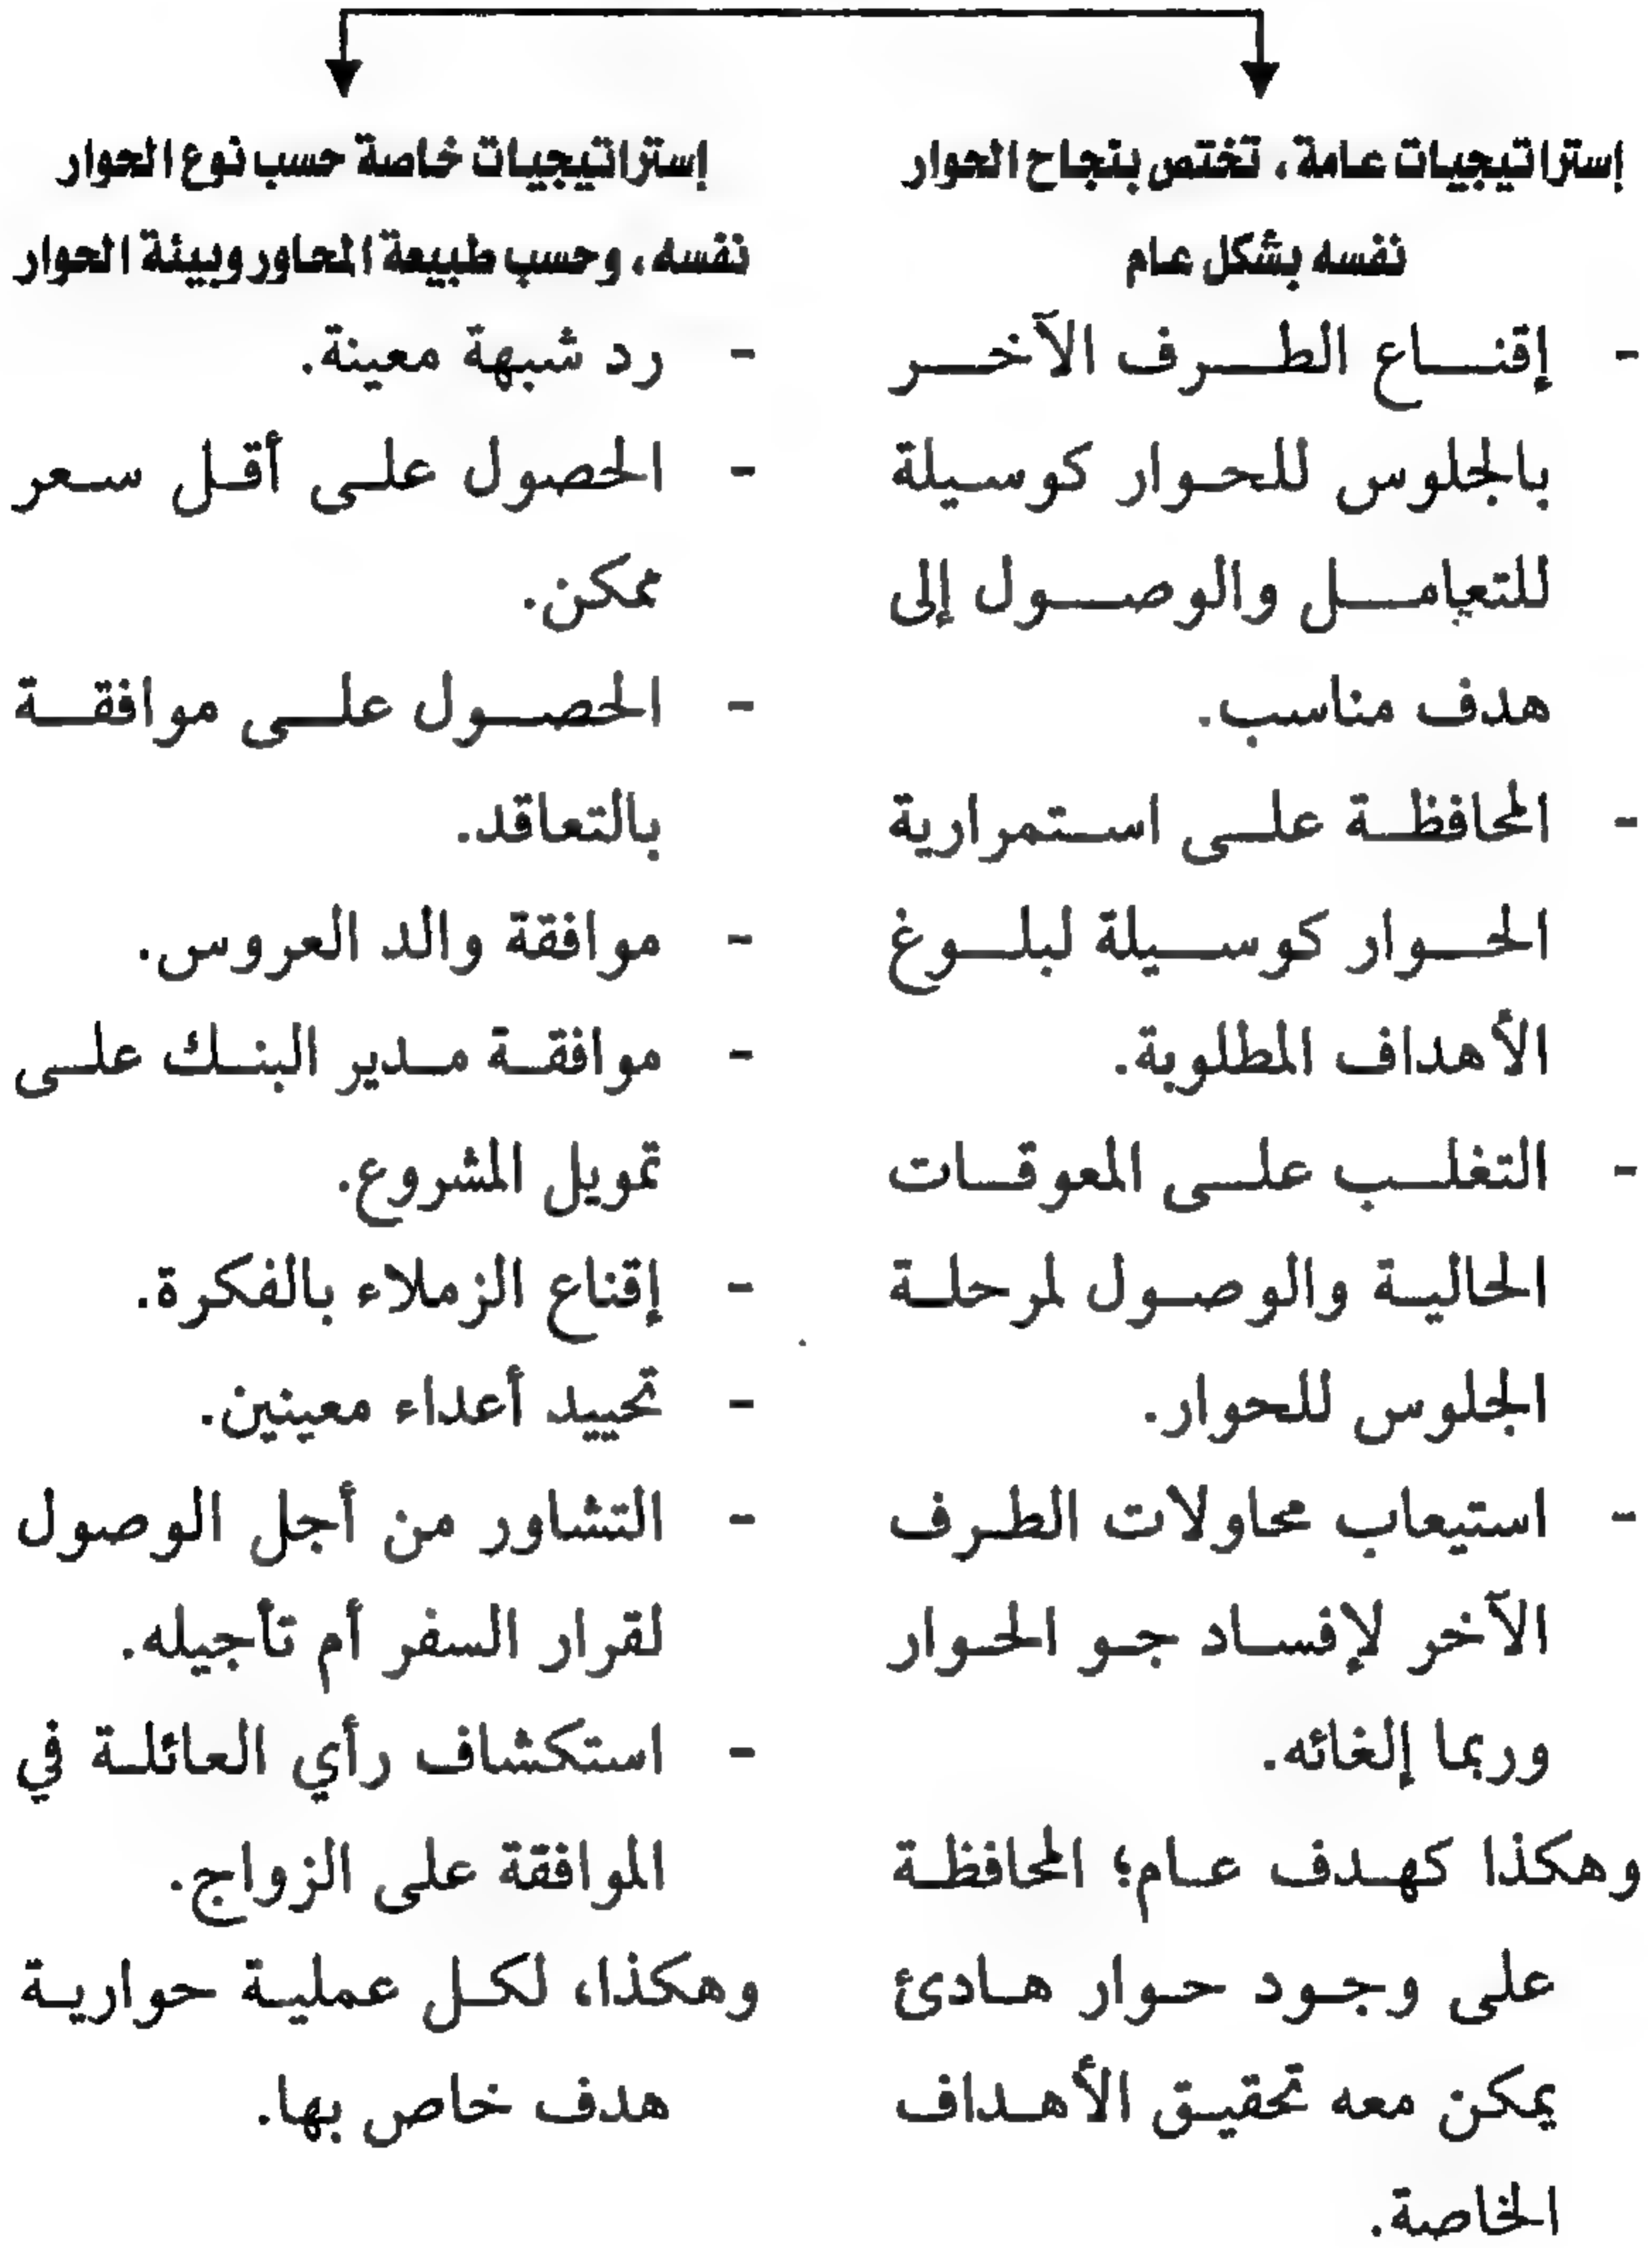 إستراتيجيات عامة، تختص بنجاح الحوار
نفسه بشكل عام
- إقناع الطرف الآخر
بالجلوس للحوار كوسيلة
للتعامل والوصول إلى
هدف مناسب.
- المحافظة على استمرارية
الحوار كوسيلة لبلوغ
الأهداف المطلوبة.
- التغلب على المعوقات
الحالية والوصول لمرحلة
الجلوس للحوار.
- استيعاب محاولات الطرف
الآخر لإفساد جو الحوار
وربما إلغائه.
وهكذا كهدف عام؛ المحافظة
على وجود حوار هادئ
يمكن معه تحقيق الأهداف
الخاصة.
إستراتيجيات خاصة حسب نوع الحوار
نفسه، وحسب طبيعة المحاور وبيئة الحوار
- رد شبهة معينة.
- الحصول على أقل سعر
ممكن.
- الحصول على موافقة
بالتعاقد.
- موافقة والد العروس.
- موافقة مدير البنك على
تمويل المشروع.
- إقناع الزملاء بالفكرة.
- تحييد أعداء معينين.
- التشاور من أجل الوصول
لقرار السفر أم تأجيله.
- استكشاف رأي العائلة في
الموافقة على الزواج.
وهكذا، لكل عملية حوارية
هدف خاص بها.